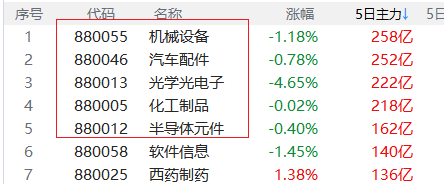 序号 代码 名称 涨幅 5日主力↓
1 880055 机械设备 -1.18% 258亿
2 880046 汽车配件 -0.78% 252亿
3 880013 光学光电子 -4.65% 222亿
4 880005 化工制品 -0.02% 218亿
5 880012 半导体元件 -0.40% 162亿
6 880058 软件信息 -1.45% 140亿
7 880025 西药制药 1.38% 136亿